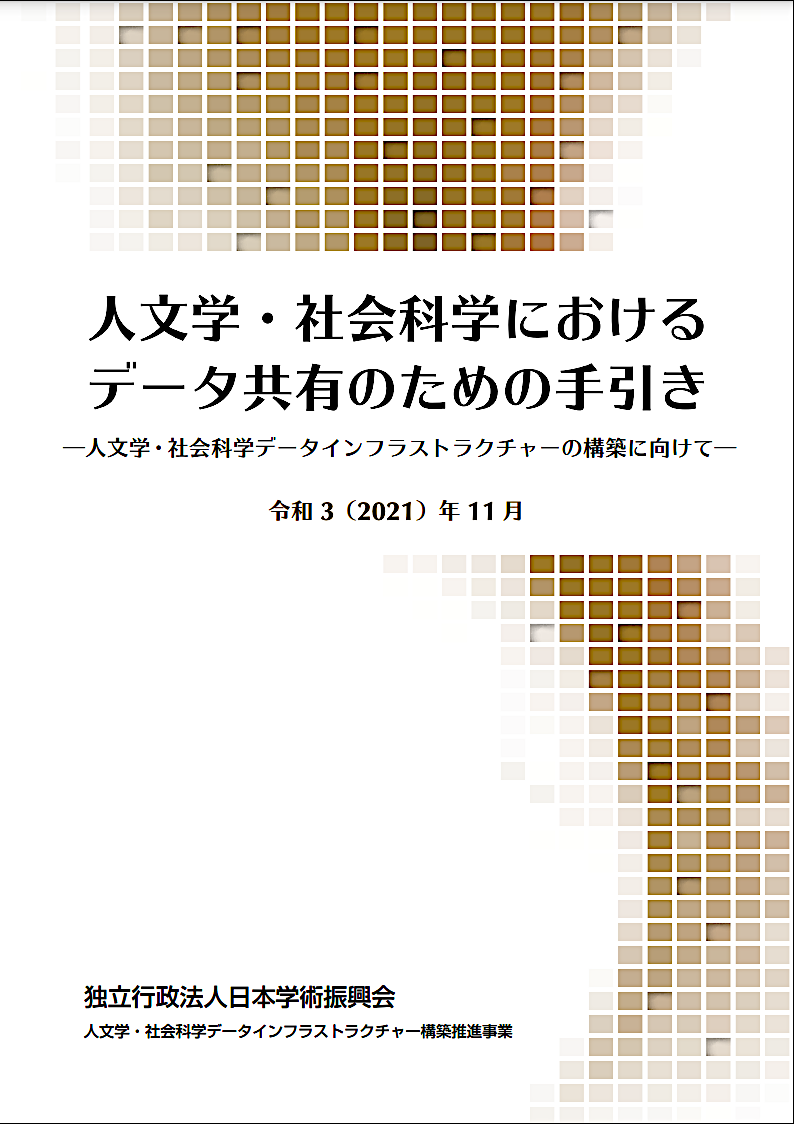 人文学・社会科学における
データ共有のための手引き
―人文学・社会科学データインフラストラクチャーの構築に向けて―
令和 3（2021）年 11 月
独立行政法人日本学術振興会
人文学・社会科学データインフラストラクチャー構築推進事業